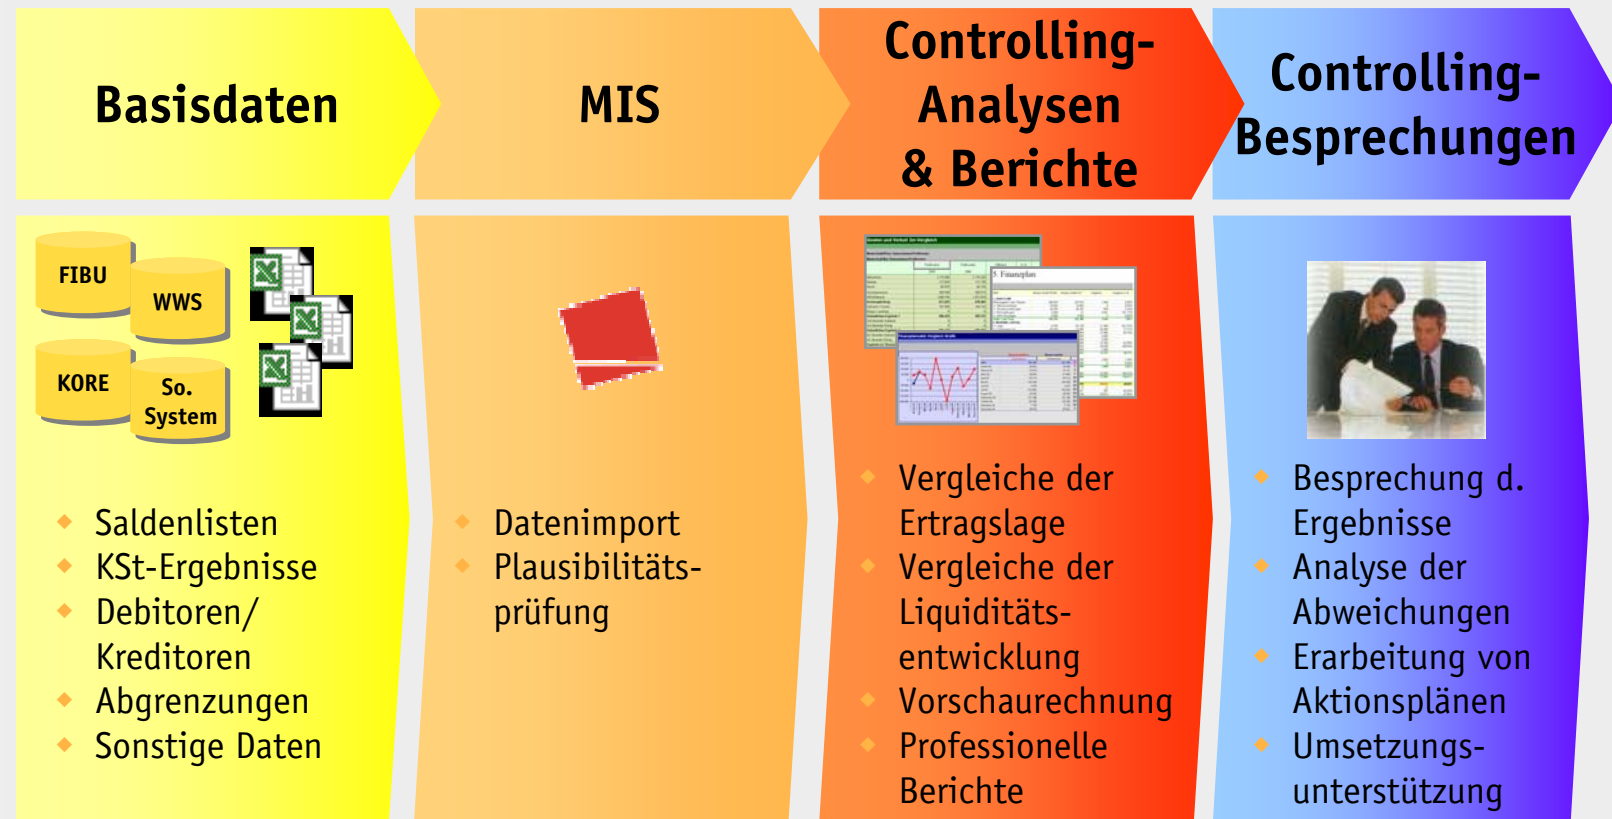 Basisdaten
MIS
Controlling-
Analysen
& Berichte
Controlling-
Besprechungen
FIBU
WWS
KORE
So.
System
Saldenlisten
KSt-Ergebnisse
Debitoren/
Kreditoren
Abgrenzungen
Sonstige Daten
Datenimport
Plausibilitäts-
prüfung
5. Finanzplan
Vergleiche der
Ertragslage
Vergleiche der
Liquiditäts-
entwicklung
Vorschaurechnung
Professionelle
Berichte
Besprechung d.
Ergebnisse
Analyse der
Abweichungen
Erarbeitung von
Aktionsplänen
Umsetzungs-
unterstützung